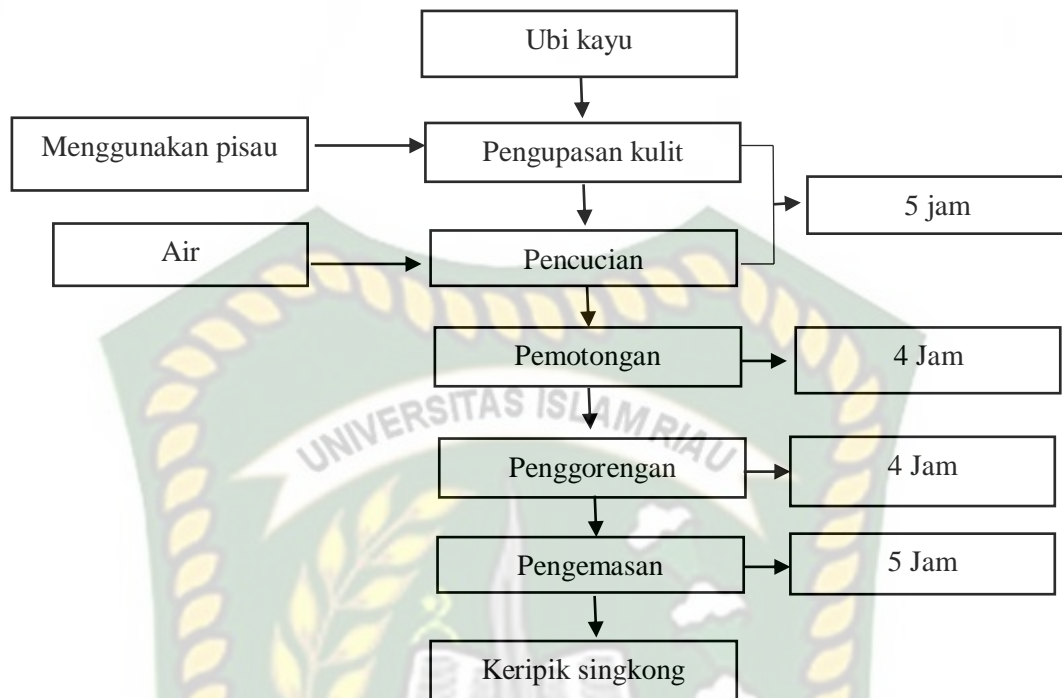 Ubi kayu
Menggunakan pisau
Pengupasan kulit
5 jam
Air
Pencucian
Pemotongan
4 Jam
UNIVERSITAS ISLAM RIAU
Penggorengan
4 Jam
Pengemasan
5 Jam
Keripik singkong